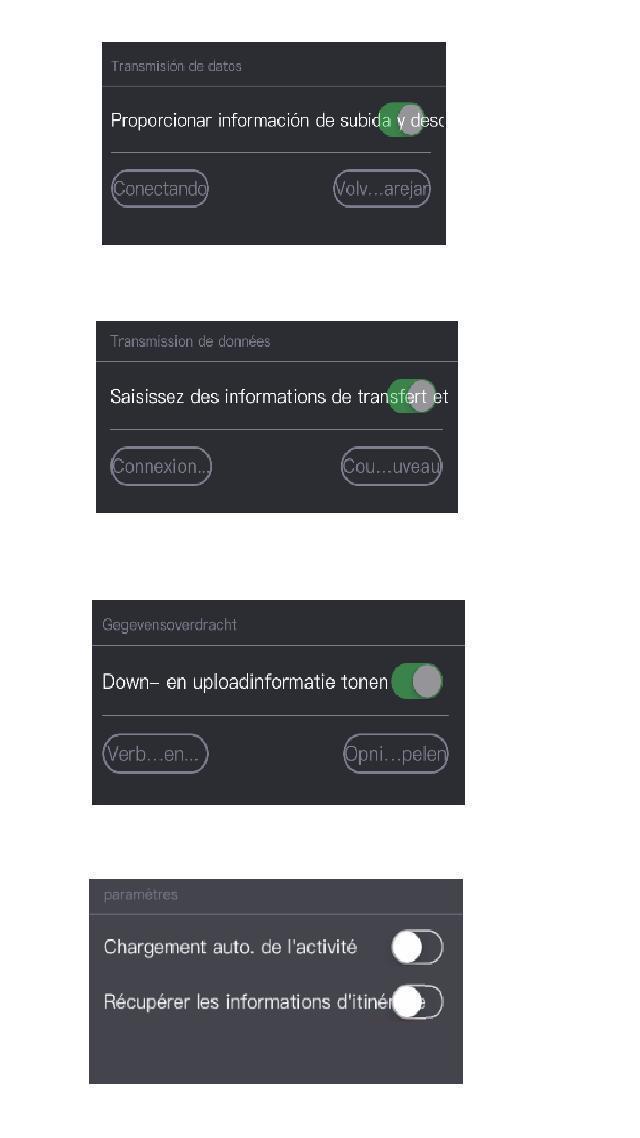 Transmisión de datos
Proporcionar información de subida y desc
Conectando
Volv...arejar
Transmission de données
Saisissez des informations de transfert et
Connexion...
Cou...uveau
Gegevensoverdracht
Down- en uploadinformatie tonen
Verb...en...
Opni...pelen
paramètres
Chargement auto. de l'activité
Récupérer les informations